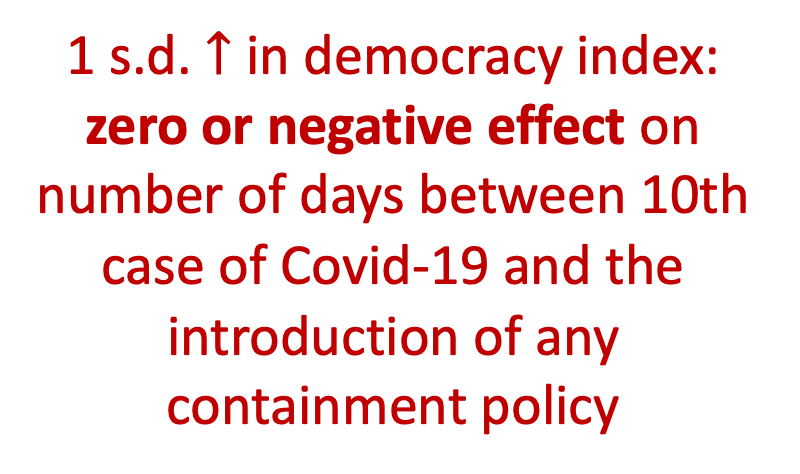 1 s.d. ↑ in democracy index:
zero or negative effect on
number of days between 10th
case of Covid-19 and the
introduction of any
containment policy